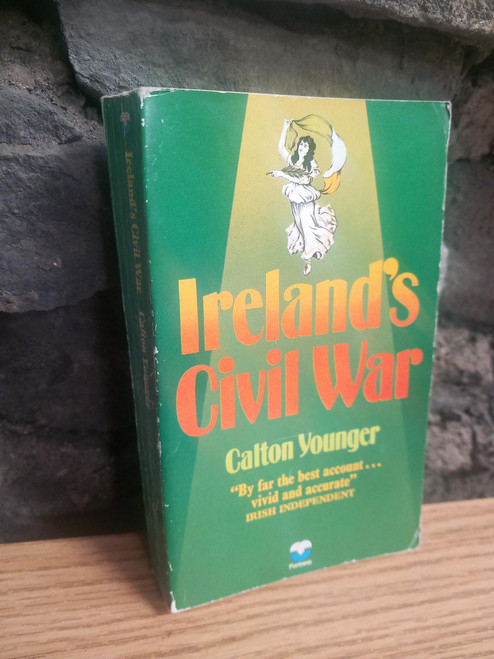 Ireland's
Civil War
Calton Younger
"By far the best account...
vivid and accurate"
IRISH INDEPENDENT
Fontana
Ireland's Civil War Calton Younger